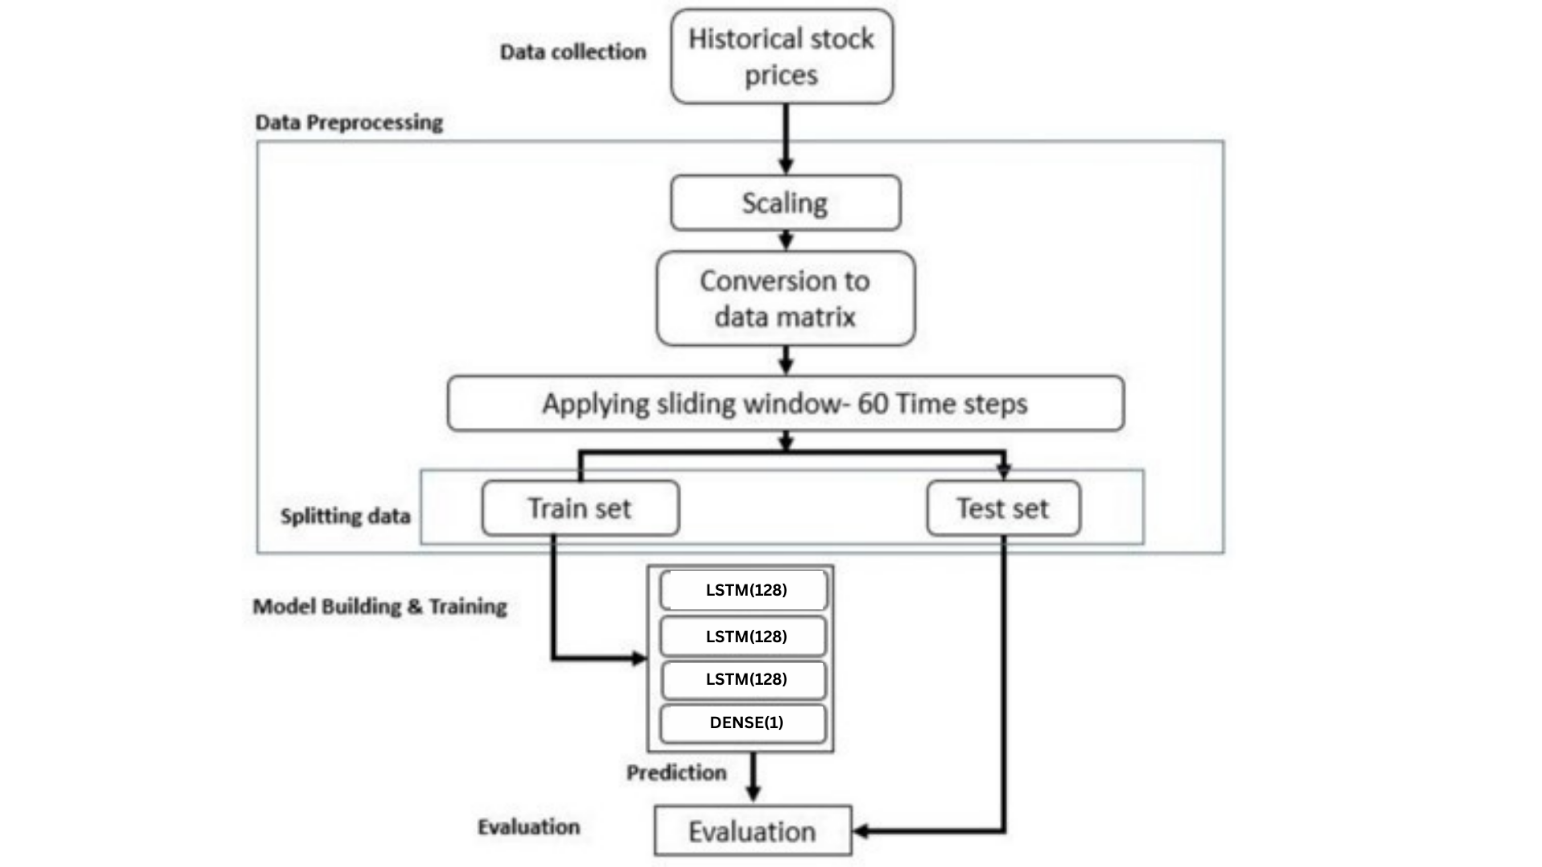 Data collection
Historical stock
prices
Data Preprocessing
Scaling
Conversion to
data matrix
Applying sliding window- 60 Time steps
Splitting data
Train set
Test set
Model Building & Training
LSTM(128)
LSTM(128)
LSTM(128)
DENSE(1)
Prediction
Evaluation
Evaluation